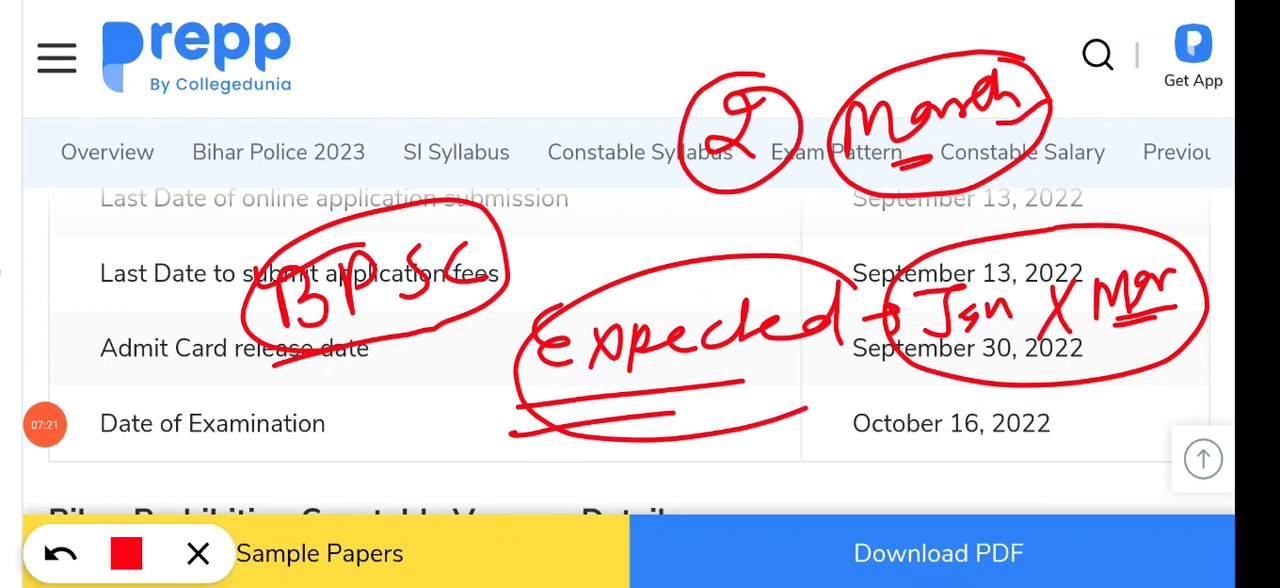 Prepp
By Collegedunia
Get App
2 March
Overview Bihar Police 2023 SI Syllabus Constable Syllabus Exam Pattern Constable Salary Previou
Last Date of online application submission September 13, 2022
Last Date to submit application fees September 13, 2022
BPSC
Expected Jan X Mar
Admit Card release date September 30, 2022
07:21
Date of Examination October 16, 2022
Sample Papers Download PDF